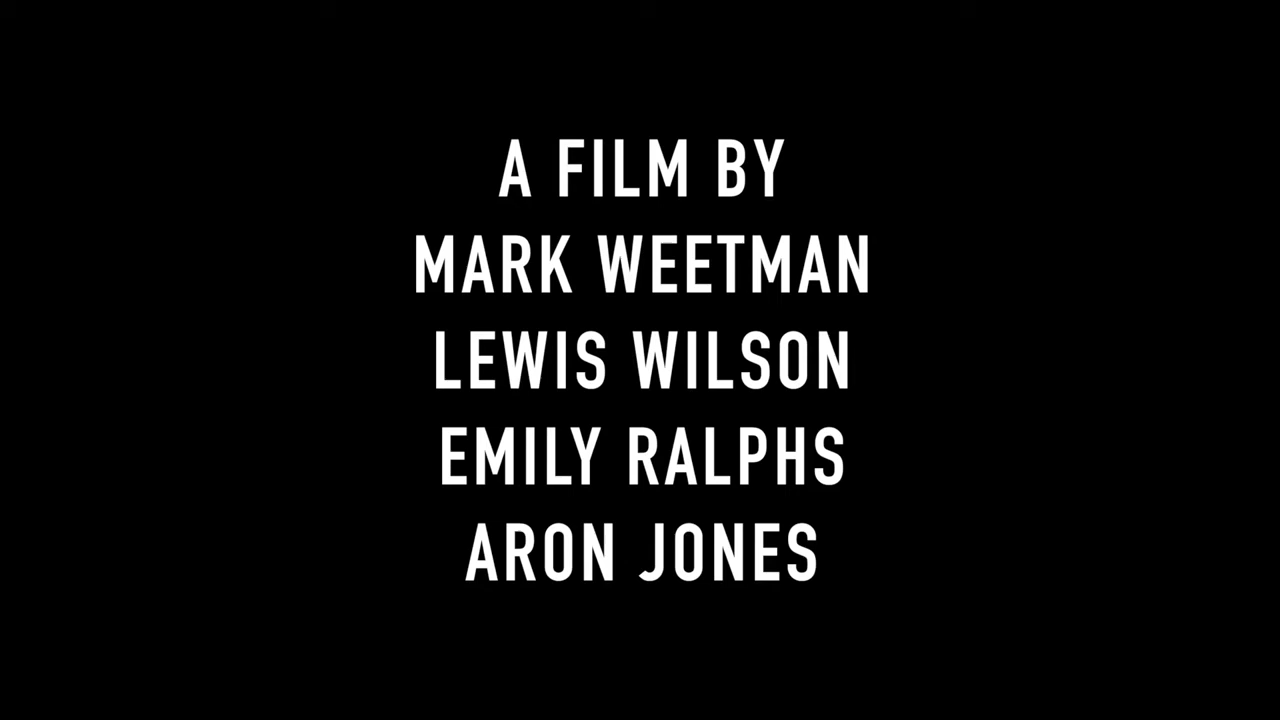 A FILM BY
MARK WEETMAN
LEWIS WILSON
EMILY RALPHS
ARON JONES